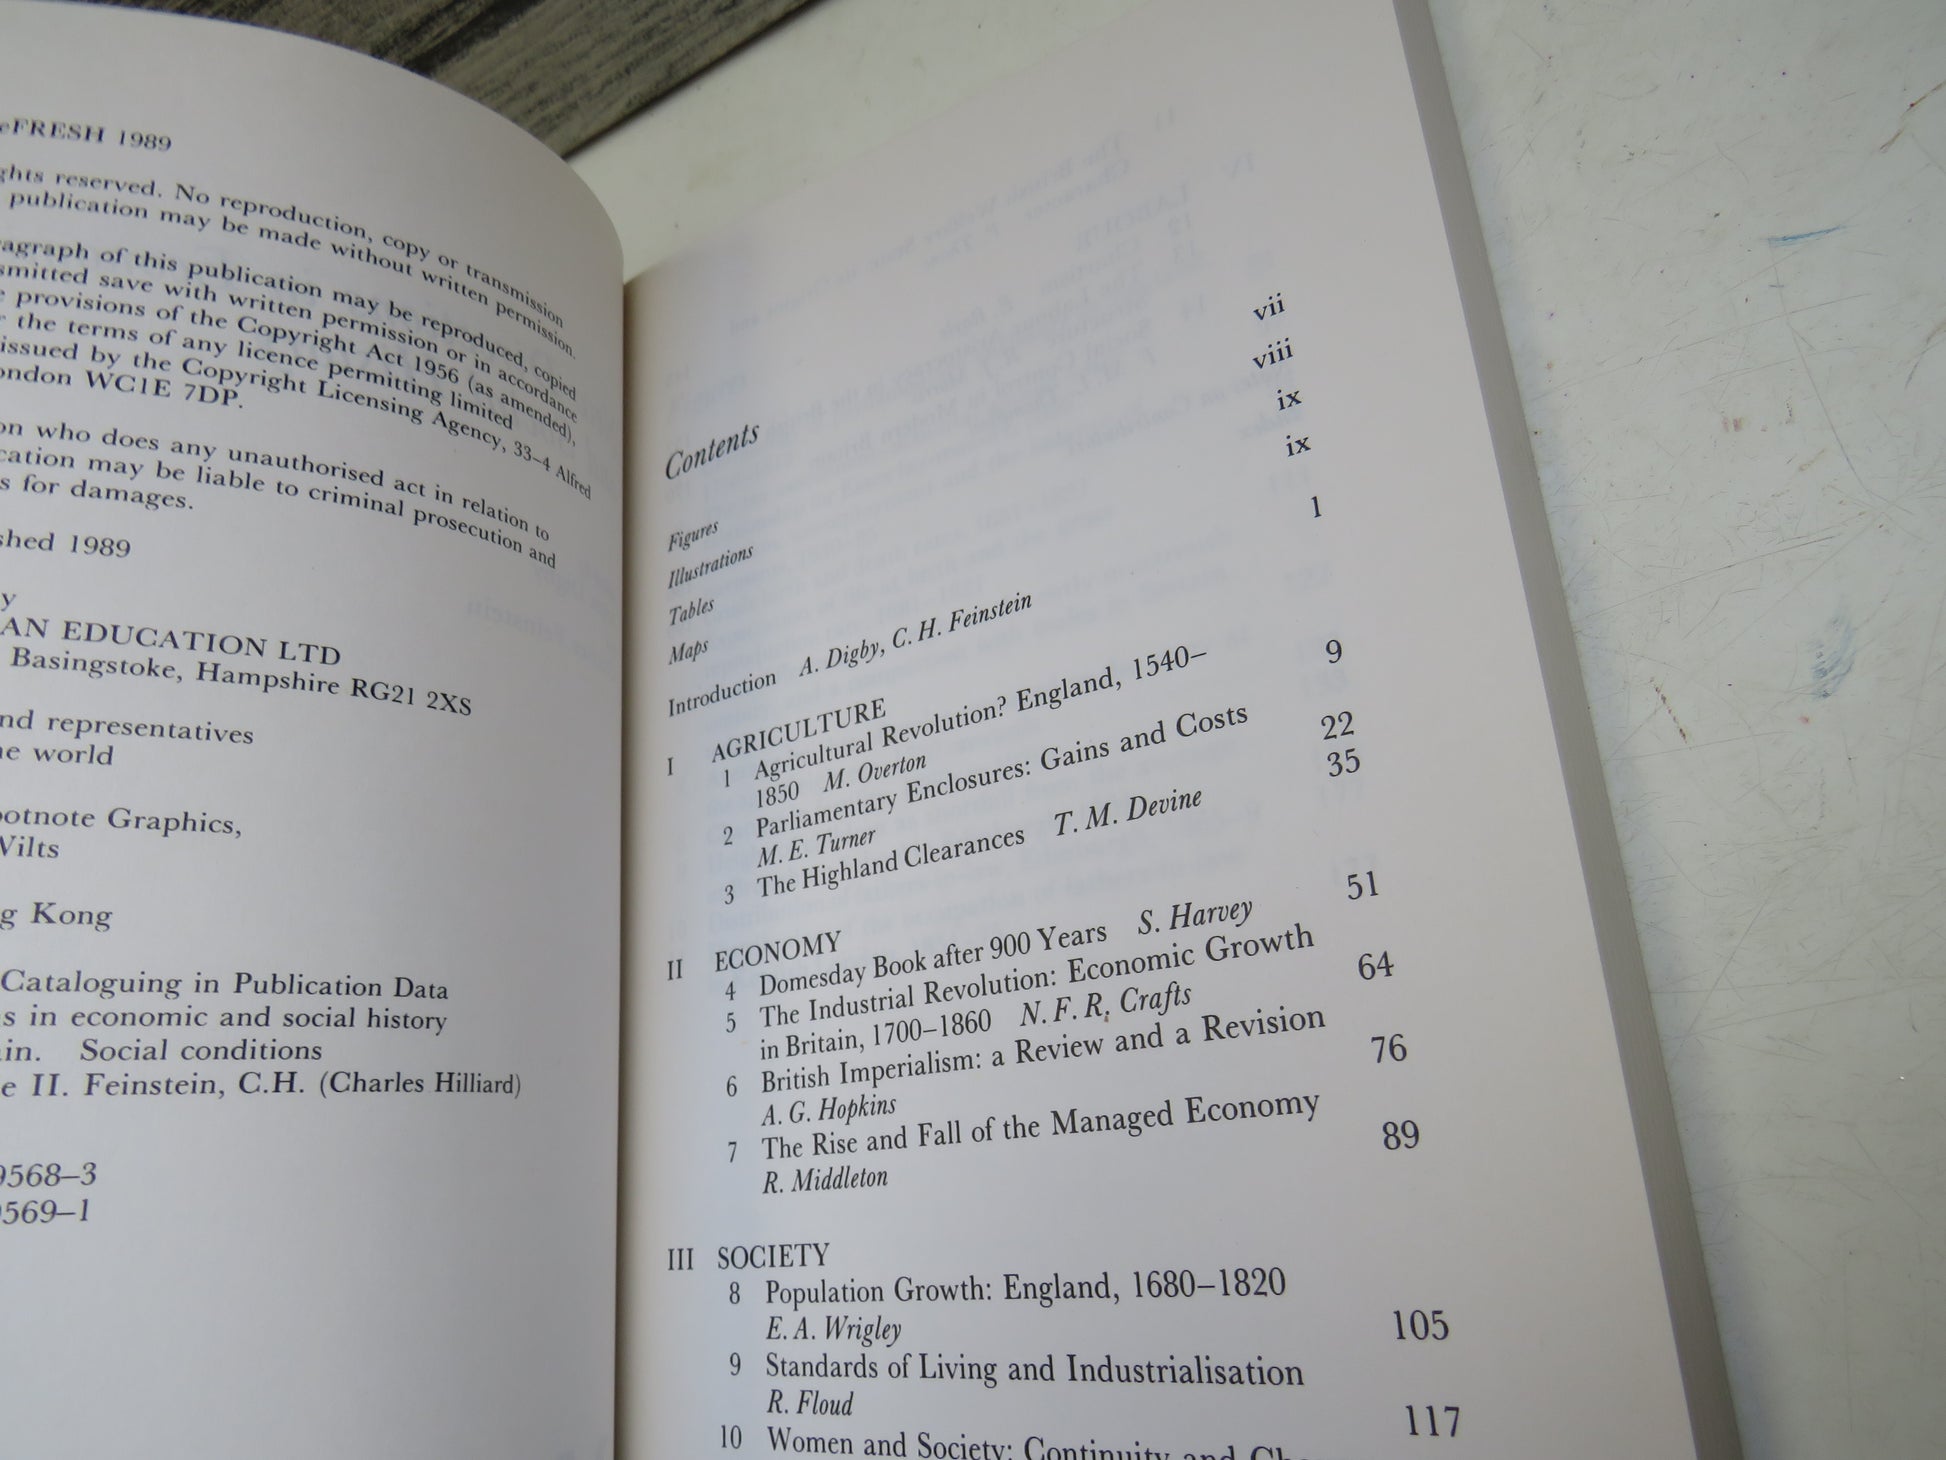 eFRESH 1989
ghts reserved. No reproduction, copy or transmission
publication may be made without written permission.
agraph of this publication may be reproduced, copied
smitted save with written permission or in accordance
provisions of the Copyright Act 1956 (as amended),
the terms of any licence permitting limited
issued by the Copyright Licensing Agency, 33–4 Alfred
ondon WC1E 7DP.
on who does any unauthorised act in relation to
cation may be liable to criminal prosecution and
s for damages.
shed 1989
y
AN EDUCATION LTD
Basingstoke, Hampshire RG21 2XS
nd representatives
e world
otnote Graphics,
Wilts
g Kong
Cataloguing in Publication Data
s in economic and social history
in. Social conditions
e II. Feinstein, C.H. (Charles Hilliard)
9568–3
9569–1
Contents
Figures vii
Illustrations viii
Tables ix
Maps ix
Introduction A. Digby, C. H. Feinstein 1
I AGRICULTURE
1 Agricultural Revolution? England, 1540–
1850 M. Overton 9
2 Parliamentary Enclosures: Gains and Costs
M. E. Turner 22
3 The Highland Clearances T. M. Devine 35
II ECONOMY
4 Domesday Book after 900 Years S. Harvey 51
5 The Industrial Revolution: Economic Growth
in Britain, 1700–1860 N. F. R. Crafts 64
6 British Imperialism: a Review and a Revision
A. G. Hopkins 76
7 The Rise and Fall of the Managed Economy
R. Middleton 89
III SOCIETY
8 Population Growth: England, 1680–1820
E. A. Wrigley 105
9 Standards of Living and Industrialisation
R. Floud 117
10 Women and Society: Continuity and